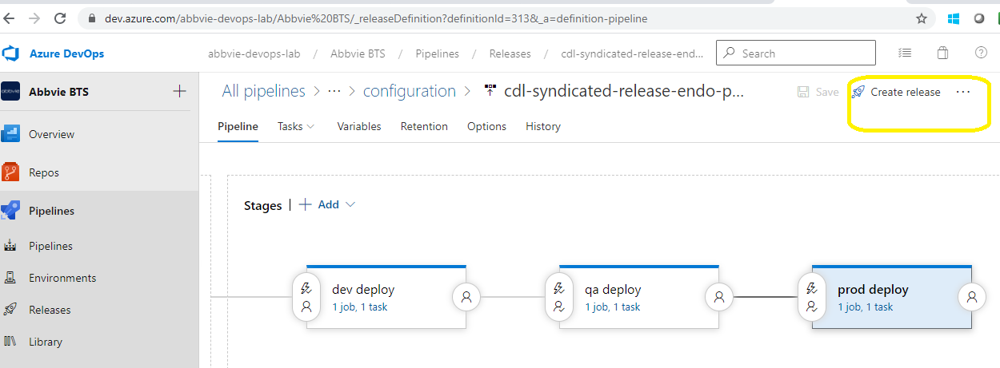 dev.azure.com/abbvie-devops-lab/Abbvie%20BTS/_releaseDefinition?definitionId=313&_a=definition-pipeline
Azure DevOps
abbvie-devops-lab / Abbvie BTS / Pipelines / Releases / cdl-syndicated-release-end...
Search
abbvie
Abbvie BTS
All pipelines > ... > configuration > cdl-syndicated-release-endo-p...
Save
Create release
...
Overview
Repos
Pipelines
Pipelines
Environments
Releases
Library
Pipeline Tasks Variables Retention Options History
Stages | + Add
dev deploy
1 job, 1 task
qa deploy
1 job, 1 task
prod deploy
1 job, 1 task